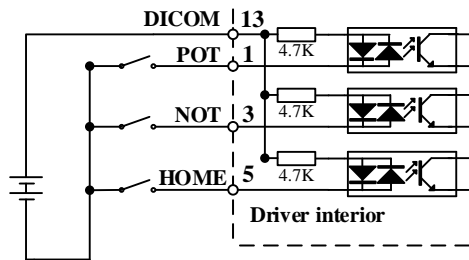 DICOM 13
4.7K
POT 1
NOT 3
4.7K
HOME 5
4.7K
Driver interior